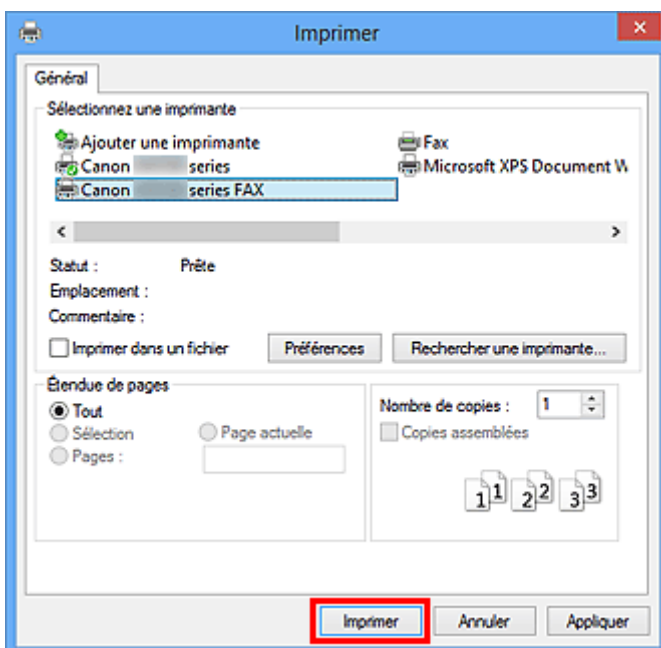 Imprimer
Général
Sélectionnez une imprimante
Ajouter une imprimante Fax
Canon series Microsoft XPS Document W
Canon series FAX
Statut : Prête
Emplacement :
Commentaire :
Imprimer dans un fichier Préférences Rechercher une imprimante...
Étendue de pages
Tout Nombre de copies : 1
Sélection Page actuelle Copies assemblées
Pages :
1 1 2 2 3 3
Imprimer Annuler Appliquer